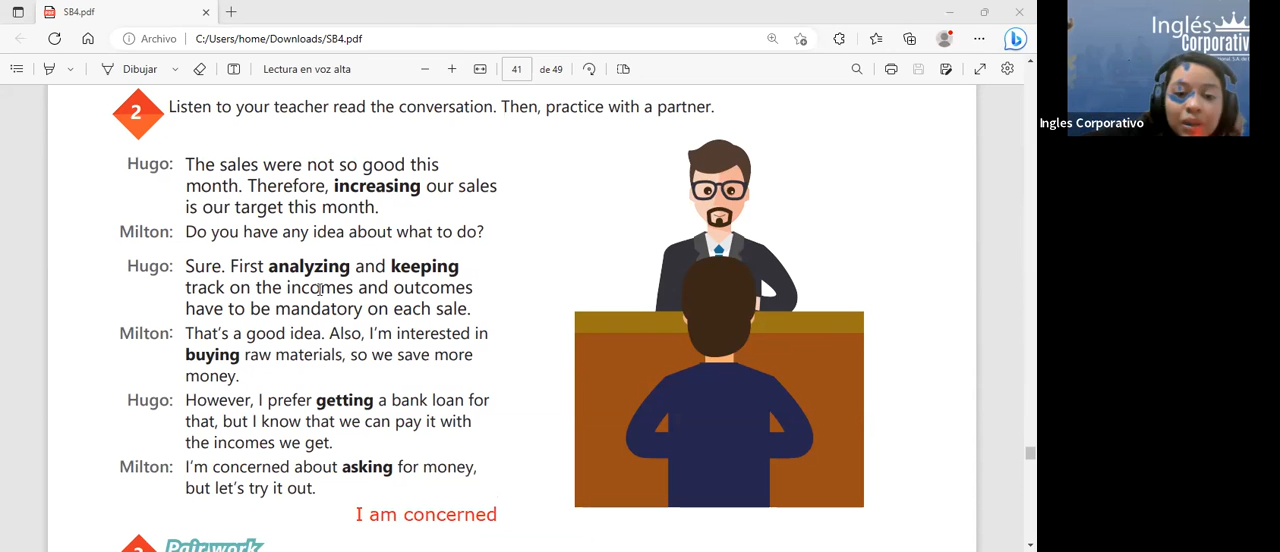 SB4.pdf
Archivo C:/Users/home/Downloads/SB4.pdf
Dibujar Lectura en voz alta 41 de 49
Inglés
Corporativo
Ingles Corporativo
2 Listen to your teacher read the conversation. Then, practice with a partner.
Hugo: The sales were not so good this
month. Therefore, increasing our sales
is our target this month.
Milton: Do you have any idea about what to do?
Hugo: Sure. First analyzing and keeping
track on the incomes and outcomes
have to be mandatory on each sale.
Milton: That's a good idea. Also, I'm interested in
buying raw materials, so we save more
money.
Hugo: However, I prefer getting a bank loan for
that, but I know that we can pay it with
the incomes we get.
Milton: I'm concerned about asking for money,
but let's try it out.
I am concerned
3 Pair work